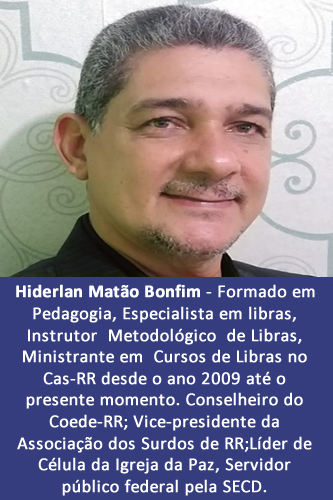 Hiderlan Matão Bonfim - Formado em
Pedagogia, Especialista em libras,
Instrutor Metodológico de Libras,
Ministrante em Cursos de Libras no
Cas-RR desde o ano 2009 até o
presente momento. Conselheiro do
Coede-RR; Vice-presidente da
Associação dos Surdos de RR;Líder de
Célula da Igreja da Paz, Servidor
público federal pela SECD.